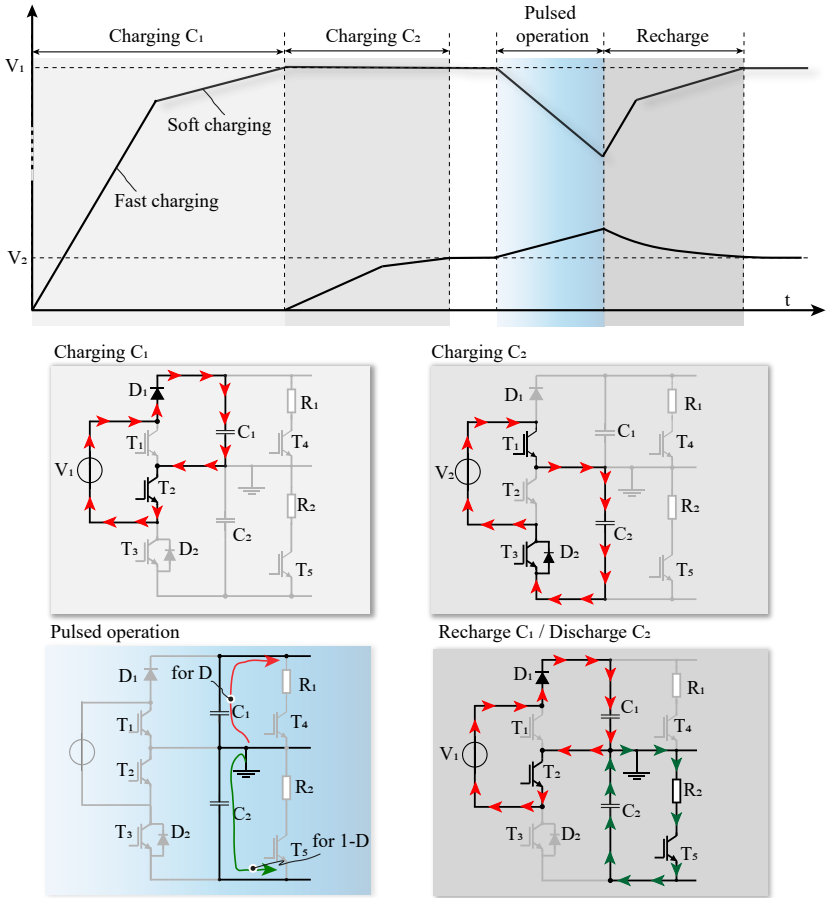 Charging C₁
Charging C₂
Pulsed
operation
Recharge
V₁
Soft charging
Fast charging
V₂
t
Charging C₁
D₁
R₁
T₁
C₁
T₄
V₁
T₂
R₂
C₂
T₃
D₂
T₅
Charging C₂
D₁
R₁
T₁
C₁
T₄
V₂
T₂
R₂
T₃
D₂
C₂
T₅
Pulsed operation
for D
D₁
R₁
C₁
T₁
T₄
T₂
R₂
C₂
T₃
D₂
T₅
for 1-D
Recharge C₁ / Discharge C₂
D₁
R₁
T₁
C₁
T₄
V₁
T₂
R₂
C₂
T₃
D₂
T₅